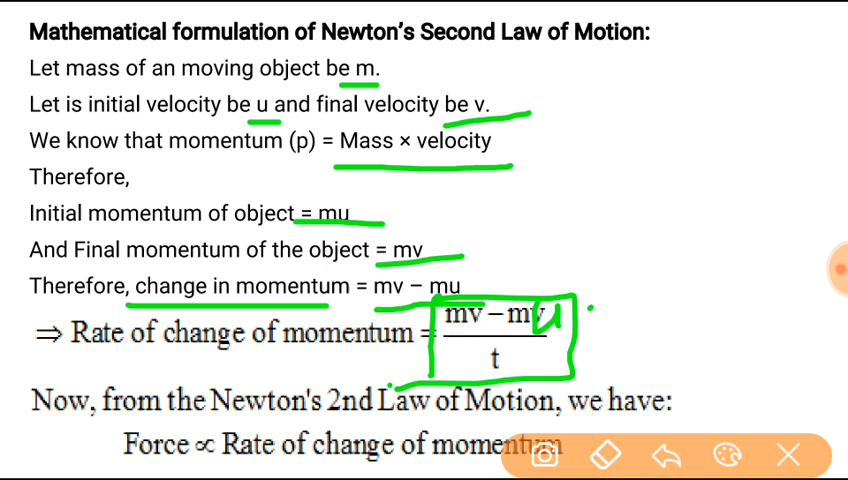 Mathematical formulation of Newton's Second Law of Motion:
Let mass of an moving object be m.
Let is initial velocity be u and final velocity be v.
We know that momentum (p) = Mass × velocity
Therefore,
Initial momentum of object = mu
And Final momentum of the object = mv
Therefore, change in momentum = mv − mu
⇒ Rate of change of momentum = (mv − mu)/t
Now, from the Newton's 2nd Law of Motion, we have:
Force ∝ Rate of change of momentum